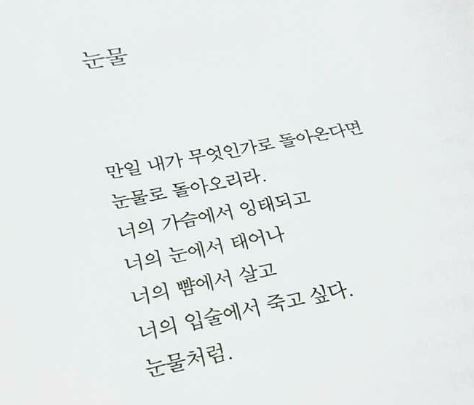 눈물
만일 내가 무엇인가로 돌아온다면
눈물로 돌아오리라.
너의 가슴에서 잉태되고
너의 눈에서 태어나
너의 뺨에서 살고
너의 입술에서 죽고 싶다.
눈물처럼.